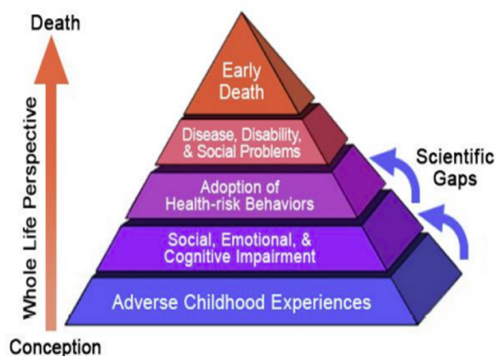 Death
Whole Life Perspective
Conception
Early
Death
Disease, Disability,
& Social Problems
Adoption of
Health-risk Behaviors
Social, Emotional, &
Cognitive Impairment
Adverse Childhood Experiences
Scientific
Gaps